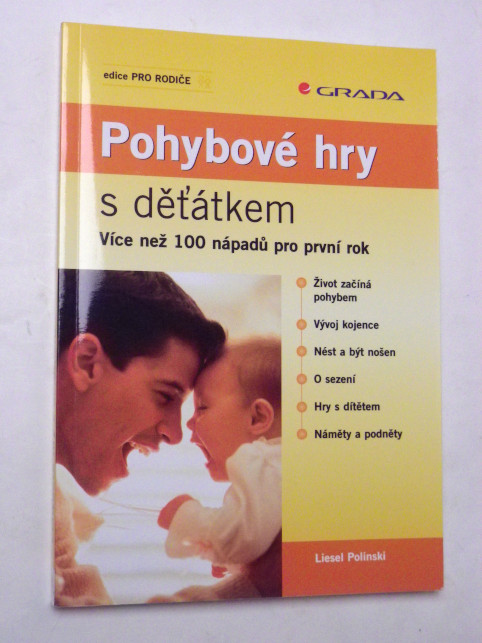 edice PRO RODIČE
GRADA
Pohybové hry
s děťátkem
Více než 100 nápadů pro první rok
Život začíná
pohybem
Vývoj kojence
Nést a být nošen
O sezení
Hry s dítětem
Náměty a podněty
Liesel Polinski